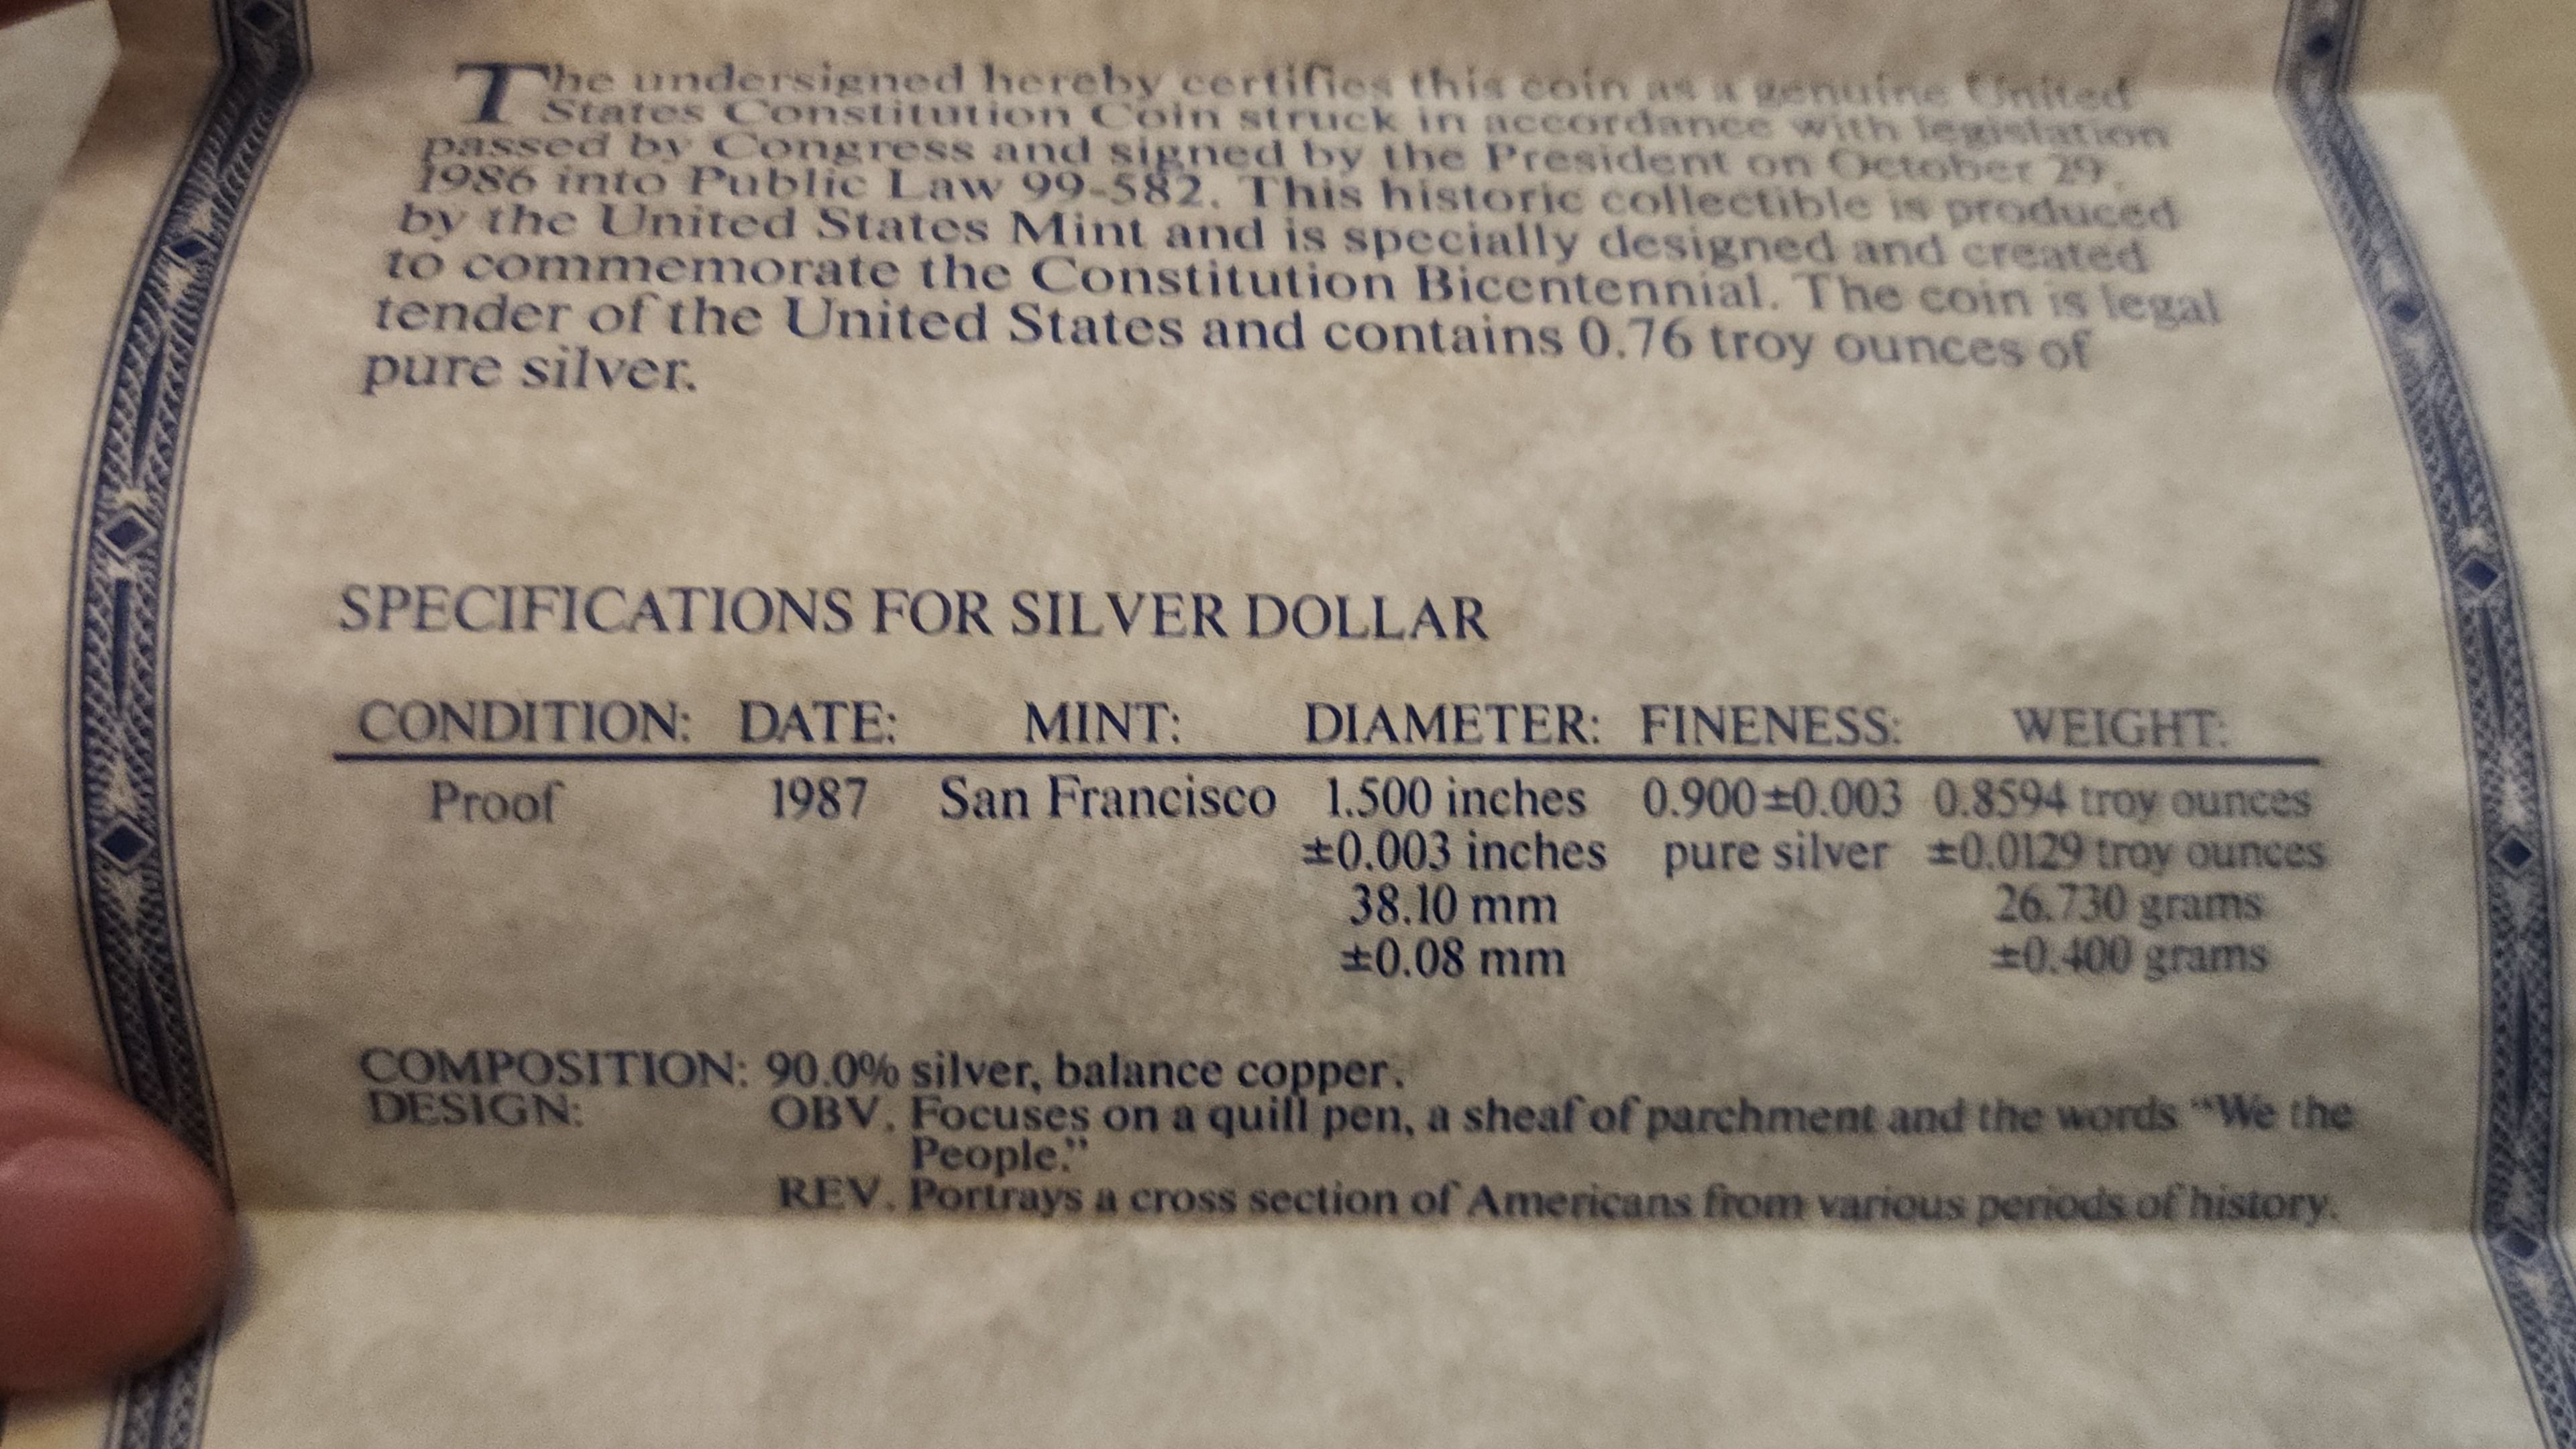 The undersigned hereby certifies this coin as a genuine United
States Constitution Coin struck in accordance with legislation
passed by Congress and signed by the President on October 29,
1986 into Public Law 99-582. This historic collectible is produced
by the United States Mint and is specially designed and created
to commemorate the Constitution Bicentennial. The coin is legal
tender of the United States and contains 0.76 troy ounces of
pure silver.
SPECIFICATIONS FOR SILVER DOLLAR
CONDITION: DATE: MINT: DIAMETER: FINENESS: WEIGHT:
Proof 1987 San Francisco 1.500 inches 0.900±0.003 0.8594 troy ounces
±0.003 inches pure silver ±0.0129 troy ounces
38.10 mm 26.730 grams
±0.08 mm ±0.400 grams
COMPOSITION: 90.0% silver, balance copper.
DESIGN: OBV. Focuses on a quill pen, a sheaf of parchment and the words "We the
People."
REV. Portrays a cross section of Americans from various periods of history.